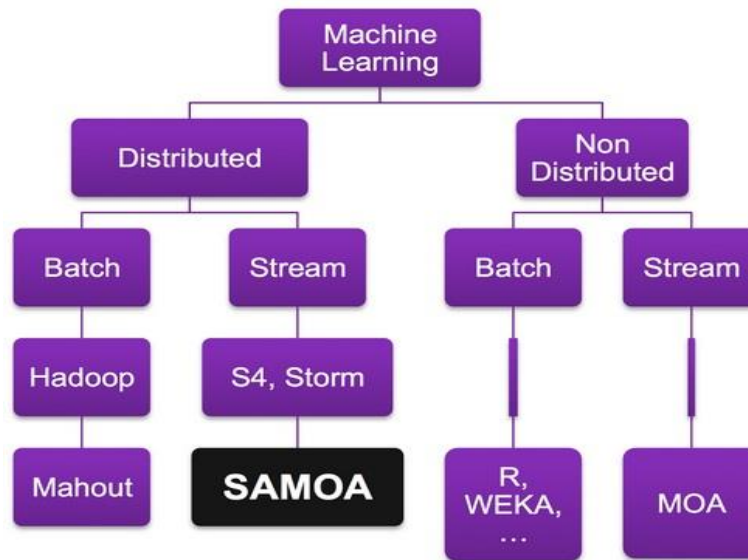 Machine
Learning
Distributed
Non
Distributed
Batch
Stream
Batch
Stream
Hadoop
S4, Storm
Mahout
SAMOA
R,
WEKA,
...
MOA